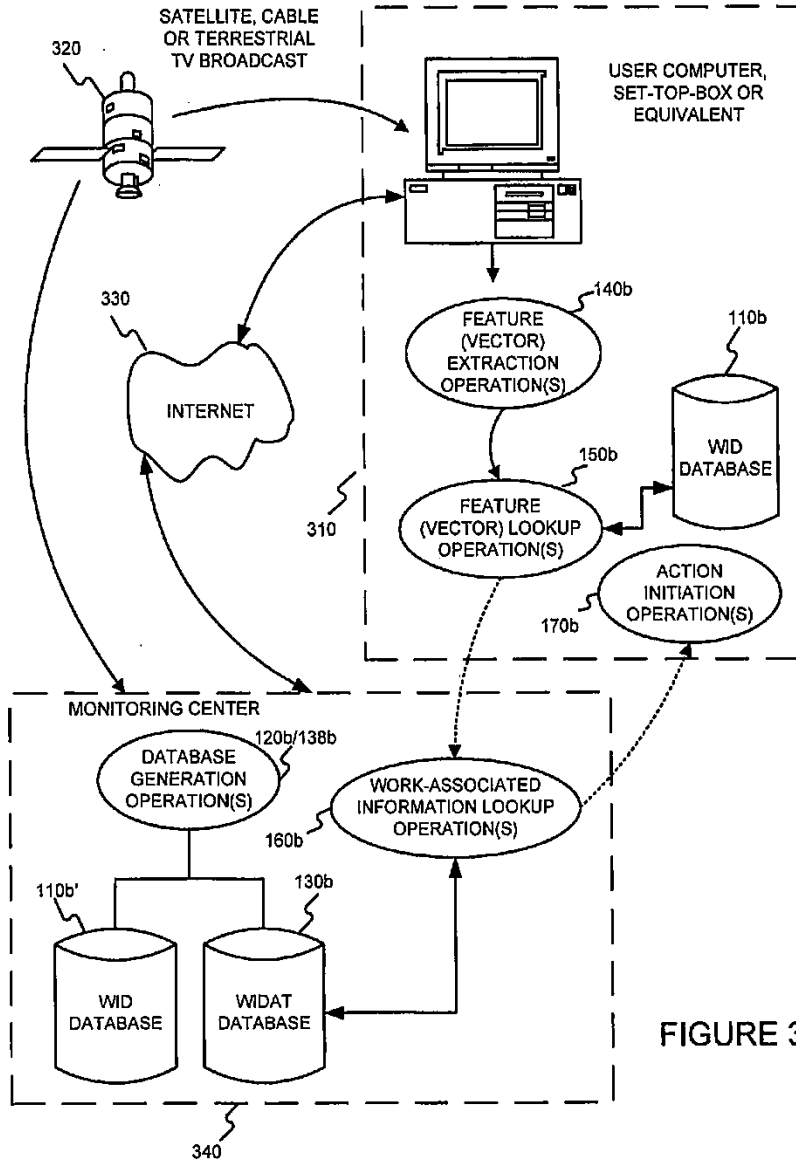 SATELLITE, CABLE
OR TERRESTRIAL
TV BROADCAST
320
USER COMPUTER,
SET-TOP-BOX OR
EQUIVALENT
330
INTERNET
140b
FEATURE
(VECTOR)
EXTRACTION
OPERATION(S)
110b
WID
DATABASE
150b
FEATURE
(VECTOR) LOOKUP
OPERATION(S)
310
ACTION
INITIATION
OPERATION(S)
170b
MONITORING CENTER
DATABASE
GENERATION
OPERATION(S)
120b/138b
WORK-ASSOCIATED
INFORMATION LOOKUP
OPERATION(S)
160b
110b'
WID
DATABASE
130b
WIDAT
DATABASE
340
FIGURE 3